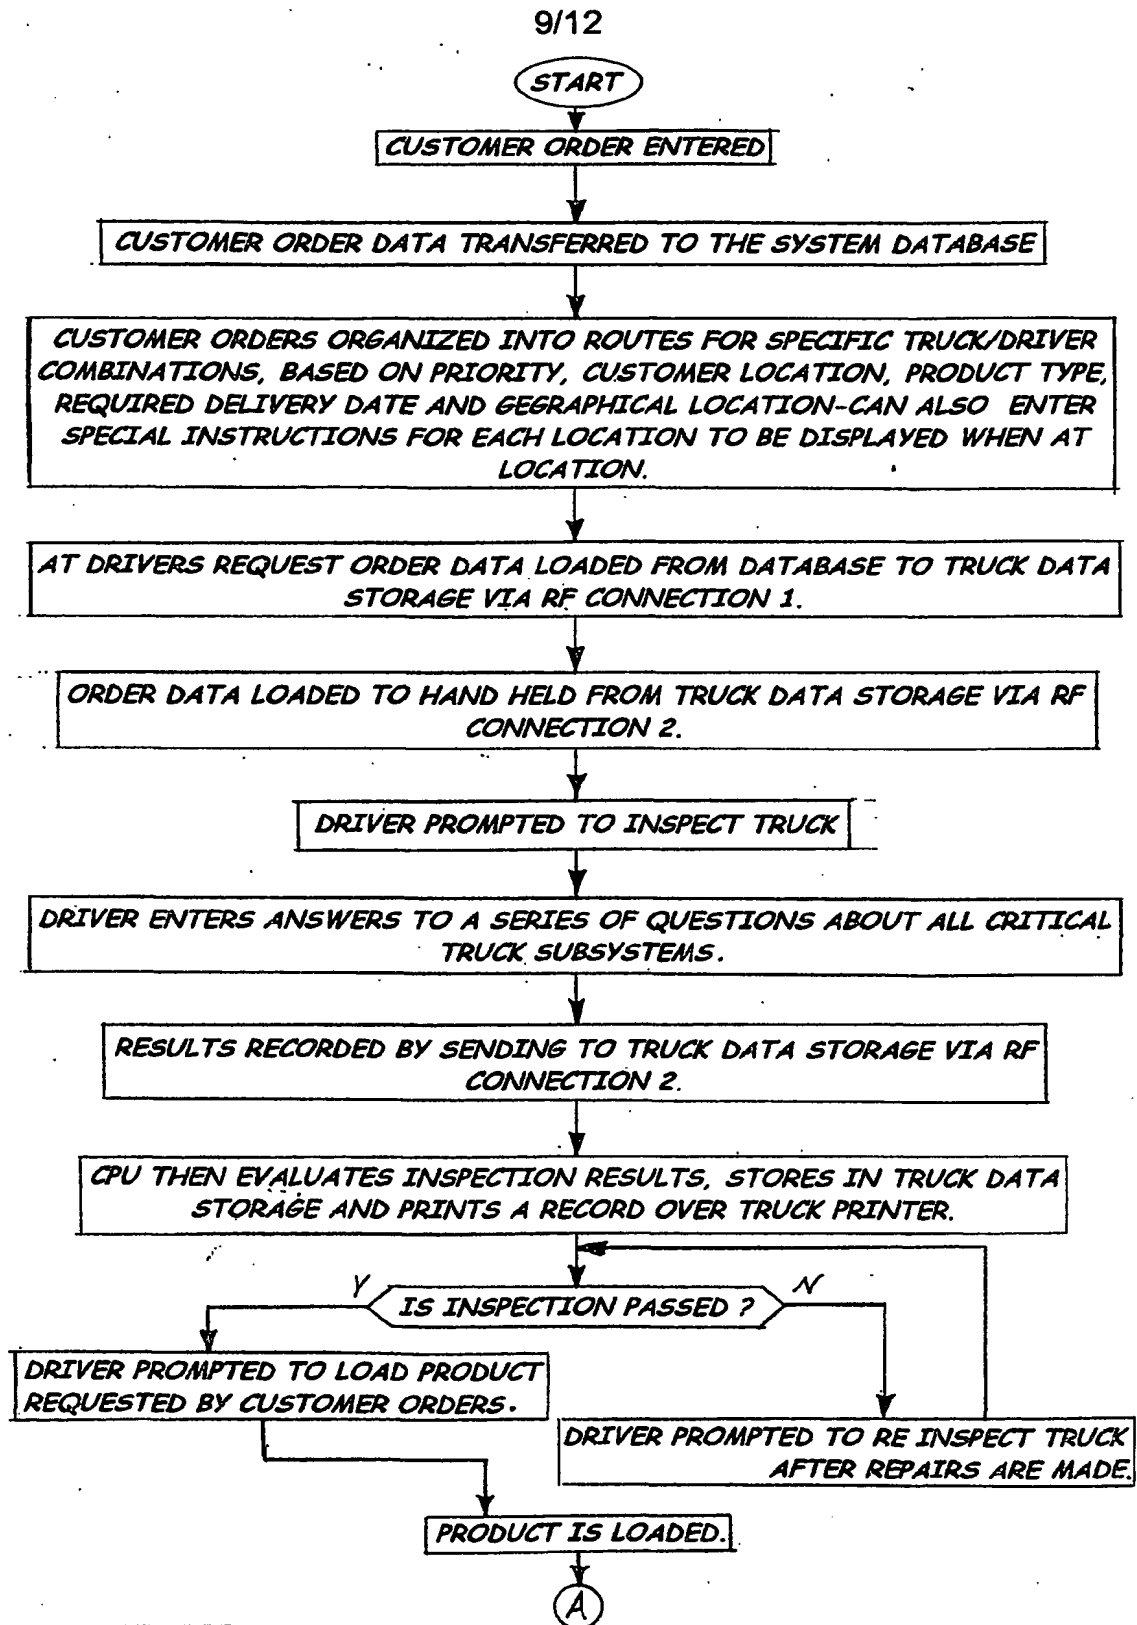 9/12
START
CUSTOMER ORDER ENTERED
CUSTOMER ORDER DATA TRANSFERRED TO THE SYSTEM DATABASE
CUSTOMER ORDERS ORGANIZED INTO ROUTES FOR SPECIFIC TRUCK/DRIVER
COMBINATIONS, BASED ON PRIORITY, CUSTOMER LOCATION, PRODUCT TYPE,
REQUIRED DELIVERY DATE AND GEGRAPHICAL LOCATION-CAN ALSO ENTER
SPECIAL INSTRUCTIONS FOR EACH LOCATION TO BE DISPLAYED WHEN AT
LOCATION.
AT DRIVERS REQUEST ORDER DATA LOADED FROM DATABASE TO TRUCK DATA
STORAGE VIA RF CONNECTION 1.
ORDER DATA LOADED TO HAND HELD FROM TRUCK DATA STORAGE VIA RF
CONNECTION 2.
DRIVER PROMPTED TO INSPECT TRUCK
DRIVER ENTERS ANSWERS TO A SERIES OF QUESTIONS ABOUT ALL CRITICAL
TRUCK SUBSYSTEMS.
RESULTS RECORDED BY SENDING TO TRUCK DATA STORAGE VIA RF
CONNECTION 2.
CPU THEN EVALUATES INSPECTION RESULTS, STORES IN TRUCK DATA
STORAGE AND PRINTS A RECORD OVER TRUCK PRINTER.
Y
IS INSPECTION PASSED ?
N
DRIVER PROMPTED TO LOAD PRODUCT
REQUESTED BY CUSTOMER ORDERS.
DRIVER PROMPTED TO RE INSPECT TRUCK
AFTER REPAIRS ARE MADE.
PRODUCT IS LOADED.
A